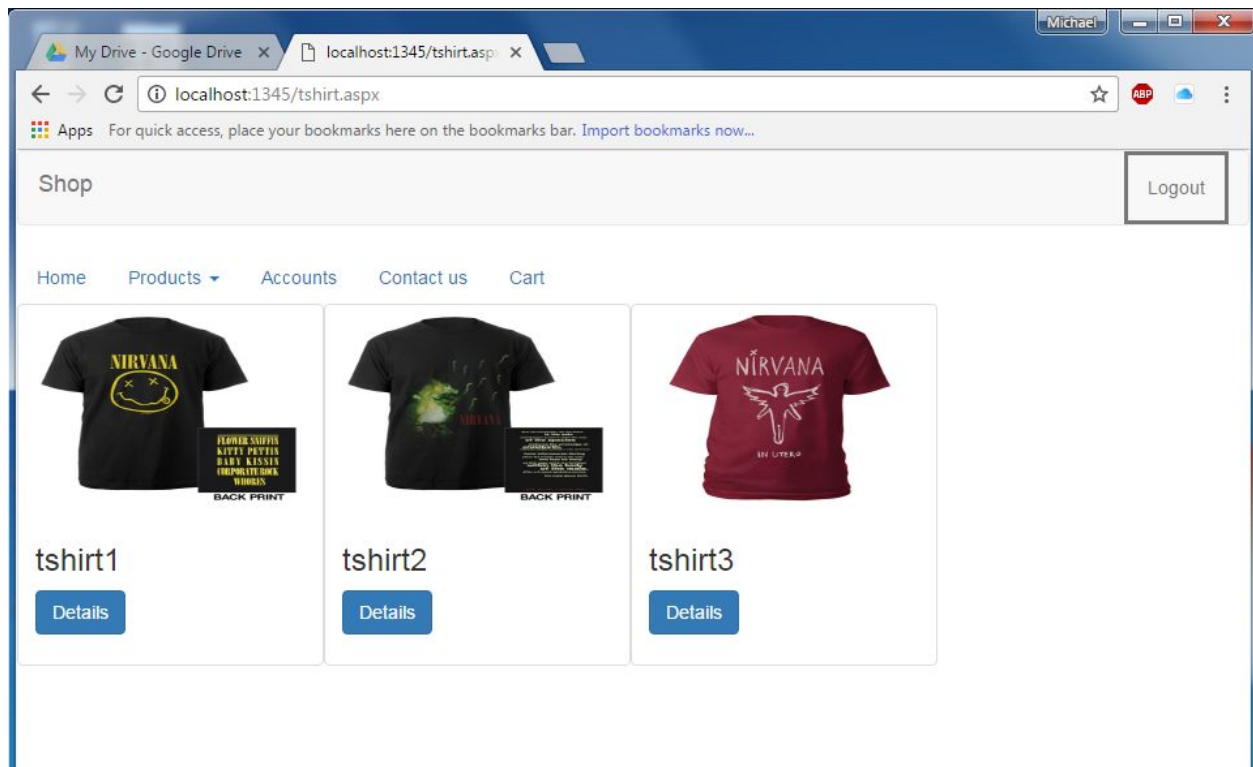 Michael
My Drive - Google Drive
localhost:1345/tshirt.asp
localhost:1345/tshirt.aspx
ABP
Apps For quick access, place your bookmarks here on the bookmarks bar. Import bookmarks now...
Shop
Logout
Home Products Accounts Contact us Cart
NIRVANA
FLOWER SNIFFIN
KITTY PETTIN
BABY KISSIN
CORPORATE ROCK
WHORES
BACK PRINT
NIRVANA
BACK PRINT
NIRVANA
IN UTERO
tshirt1 tshirt2 tshirt3
Details Details Details